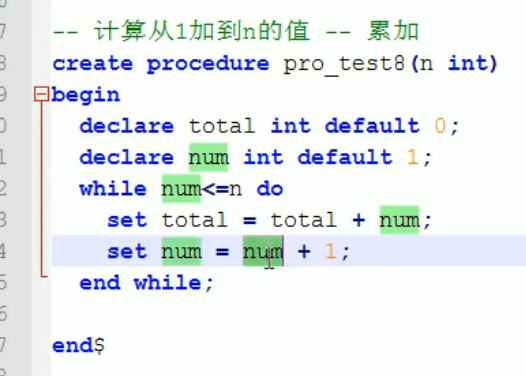 7 -- 计算从1加到n的值 -- 累加
8 create procedure pro_test8(n int)
9 begin
0 declare total int default 0;
1 declare num int default 1;
2 while num<=n do
3 set total = total + num;
4 set num = num + 1;
5 end while;
6
7 end$
8